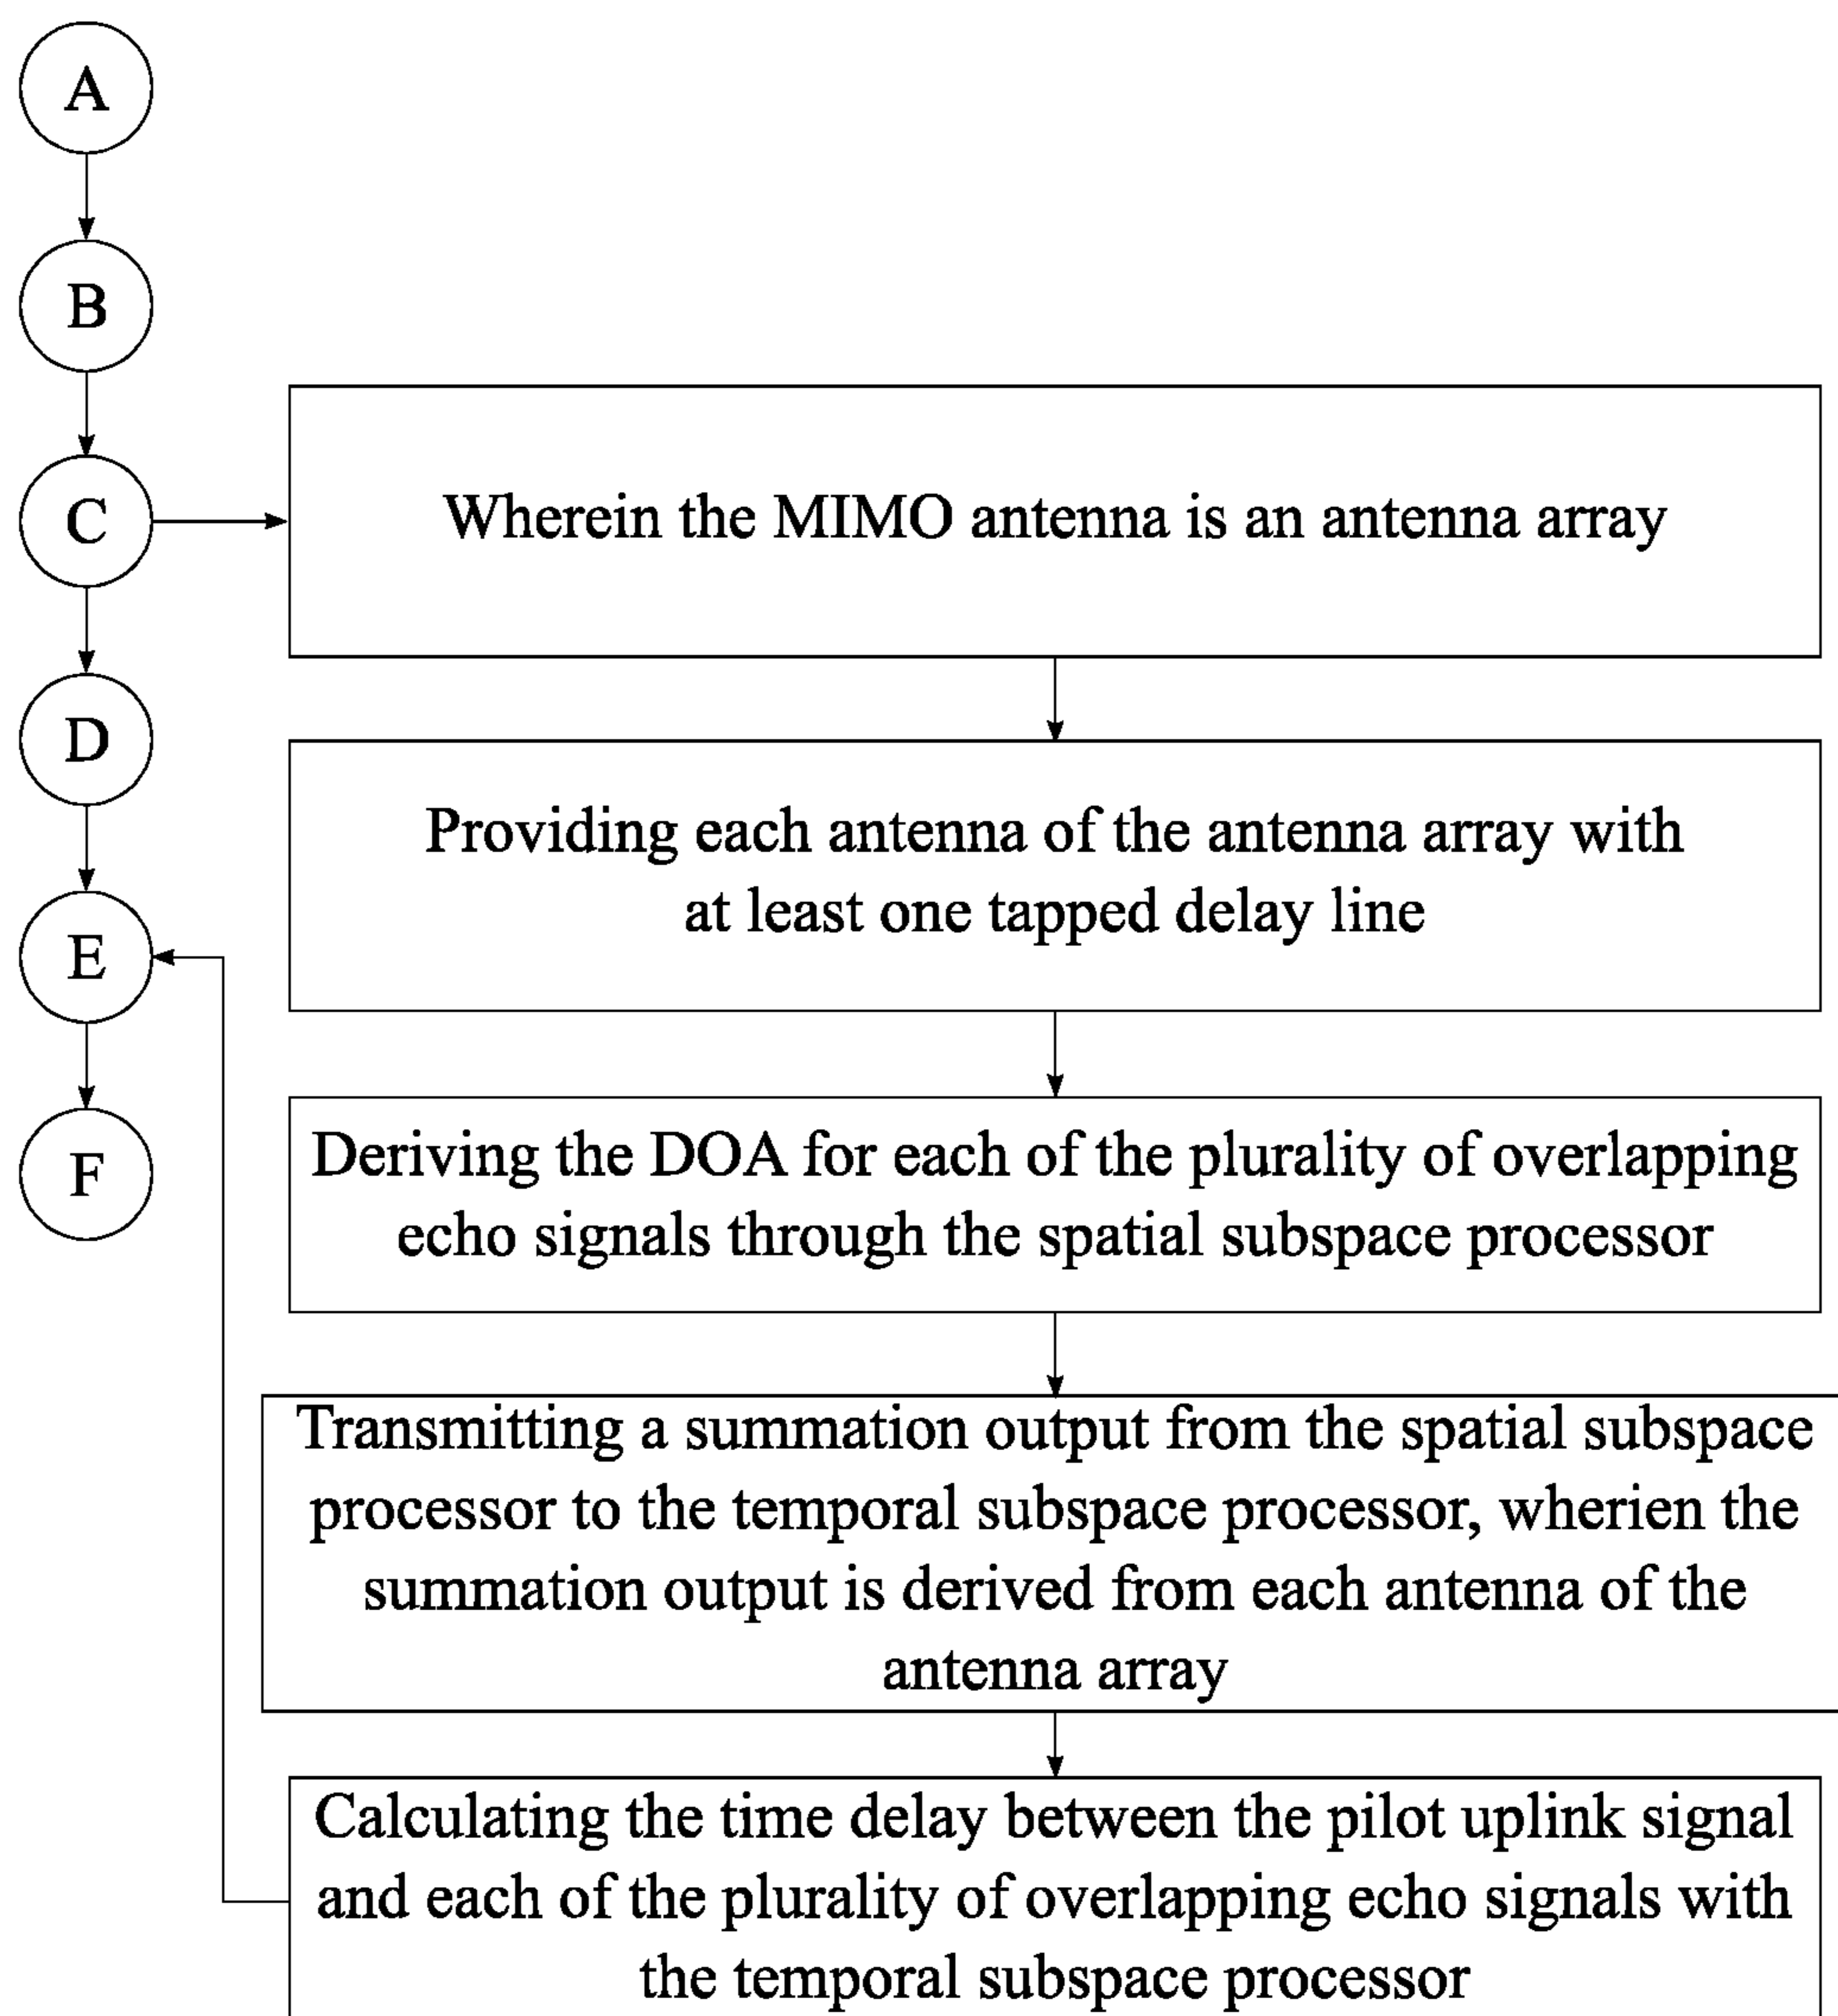 A
B
C
D
E
F
Wherein the MIMO antenna is an antenna array
Providing each antenna of the antenna array with
at least one tapped delay line
Deriving the DOA for each of the plurality of overlapping
echo signals through the spatial subspace processor
Transmitting a summation output from the spatial subspace
processor to the temporal subspace processor, wherien the
summation output is derived from each antenna of the
antenna array
Calculating the time delay between the pilot uplink signal
and each of the plurality of overlapping echo signals with
the temporal subspace processor